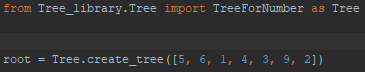 from Tree_library.Tree import TreeForNumber as Tree
root = Tree.create_tree([5, 6, 1, 4, 3, 9, 2])